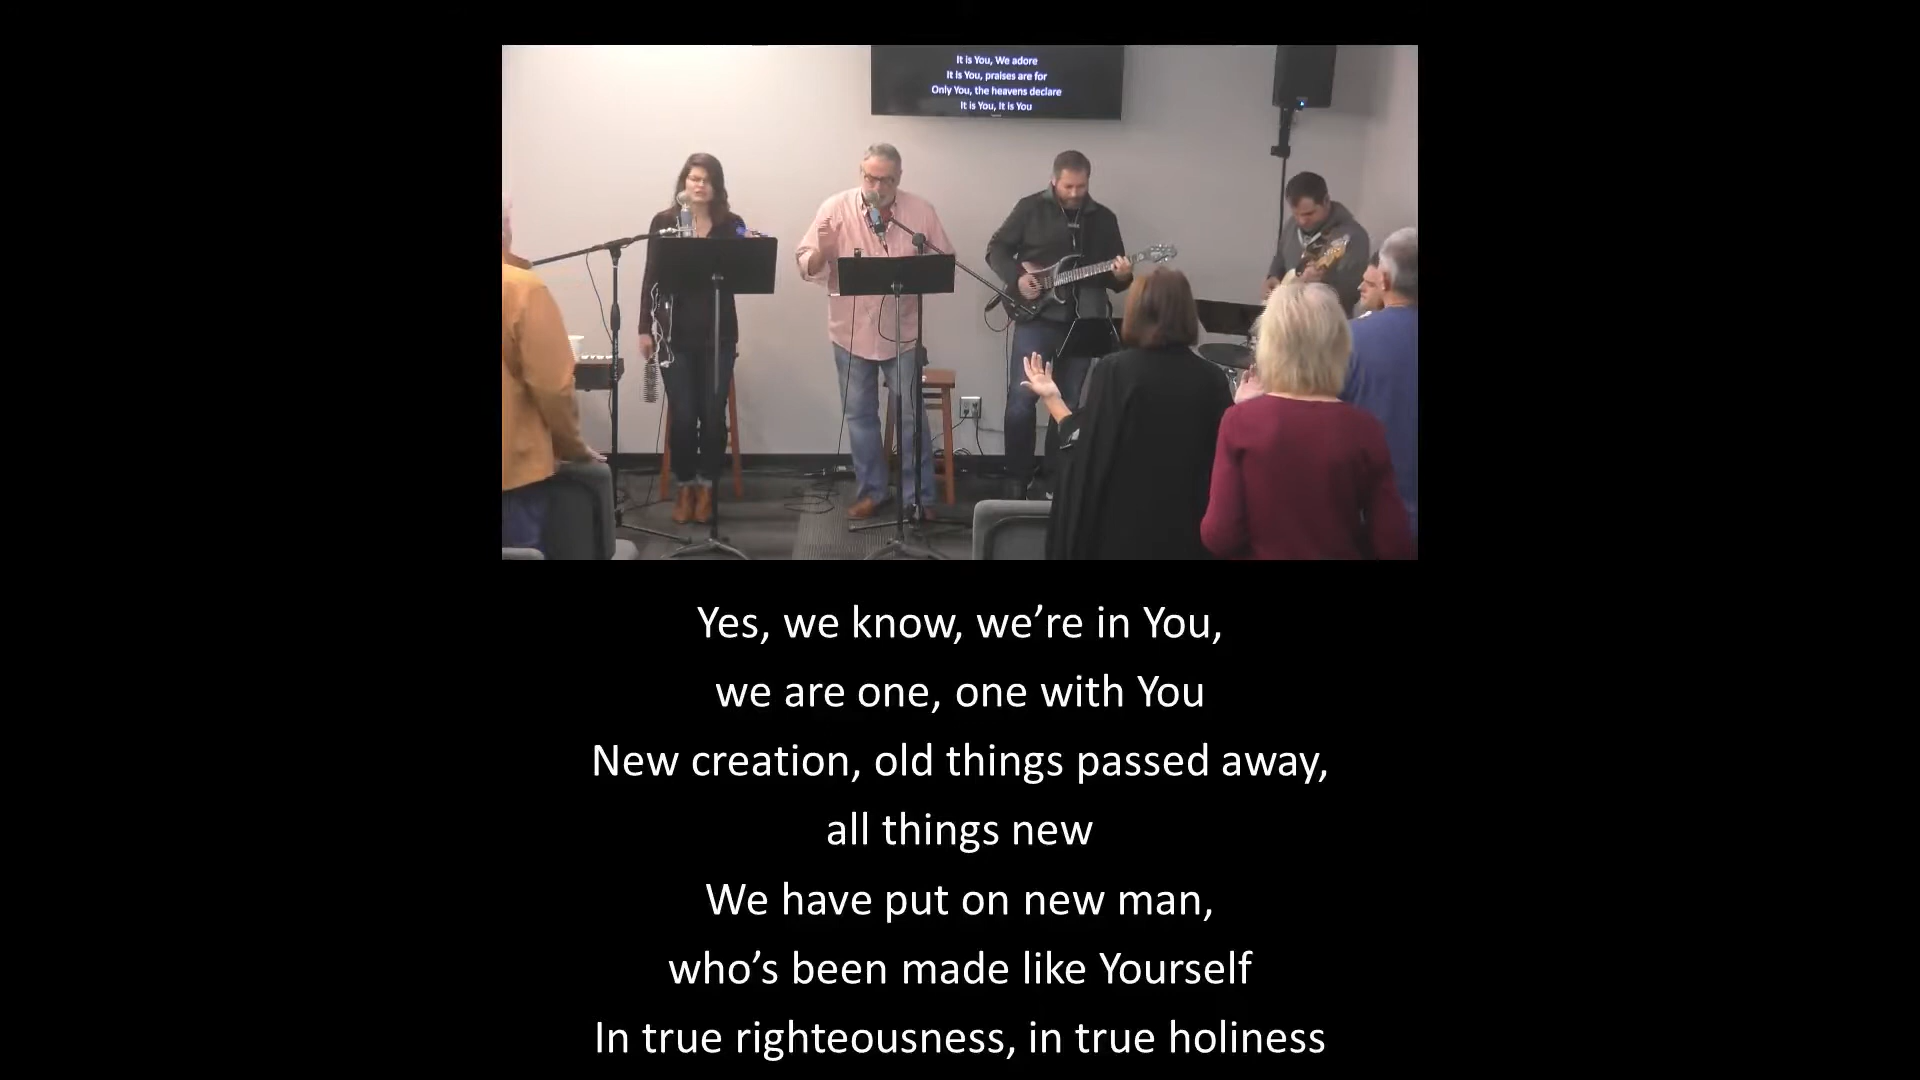 It is You, We adore
It is You, praises are for
Only You, the heavens declare
It is You, It is You
Yes, we know, we’re in You,
we are one, one with You
New creation, old things passed away,
all things new
We have put on new man,
who’s been made like Yourself
In true righteousness, in true holiness